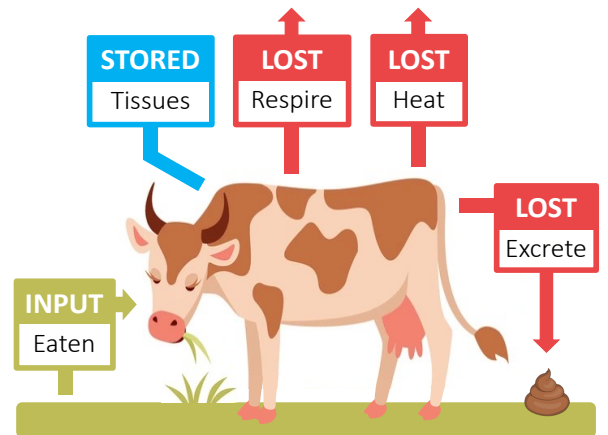 STORED
Tissues
LOST
Respire
LOST
Heat
LOST
Excrete
INPUT
Eaten